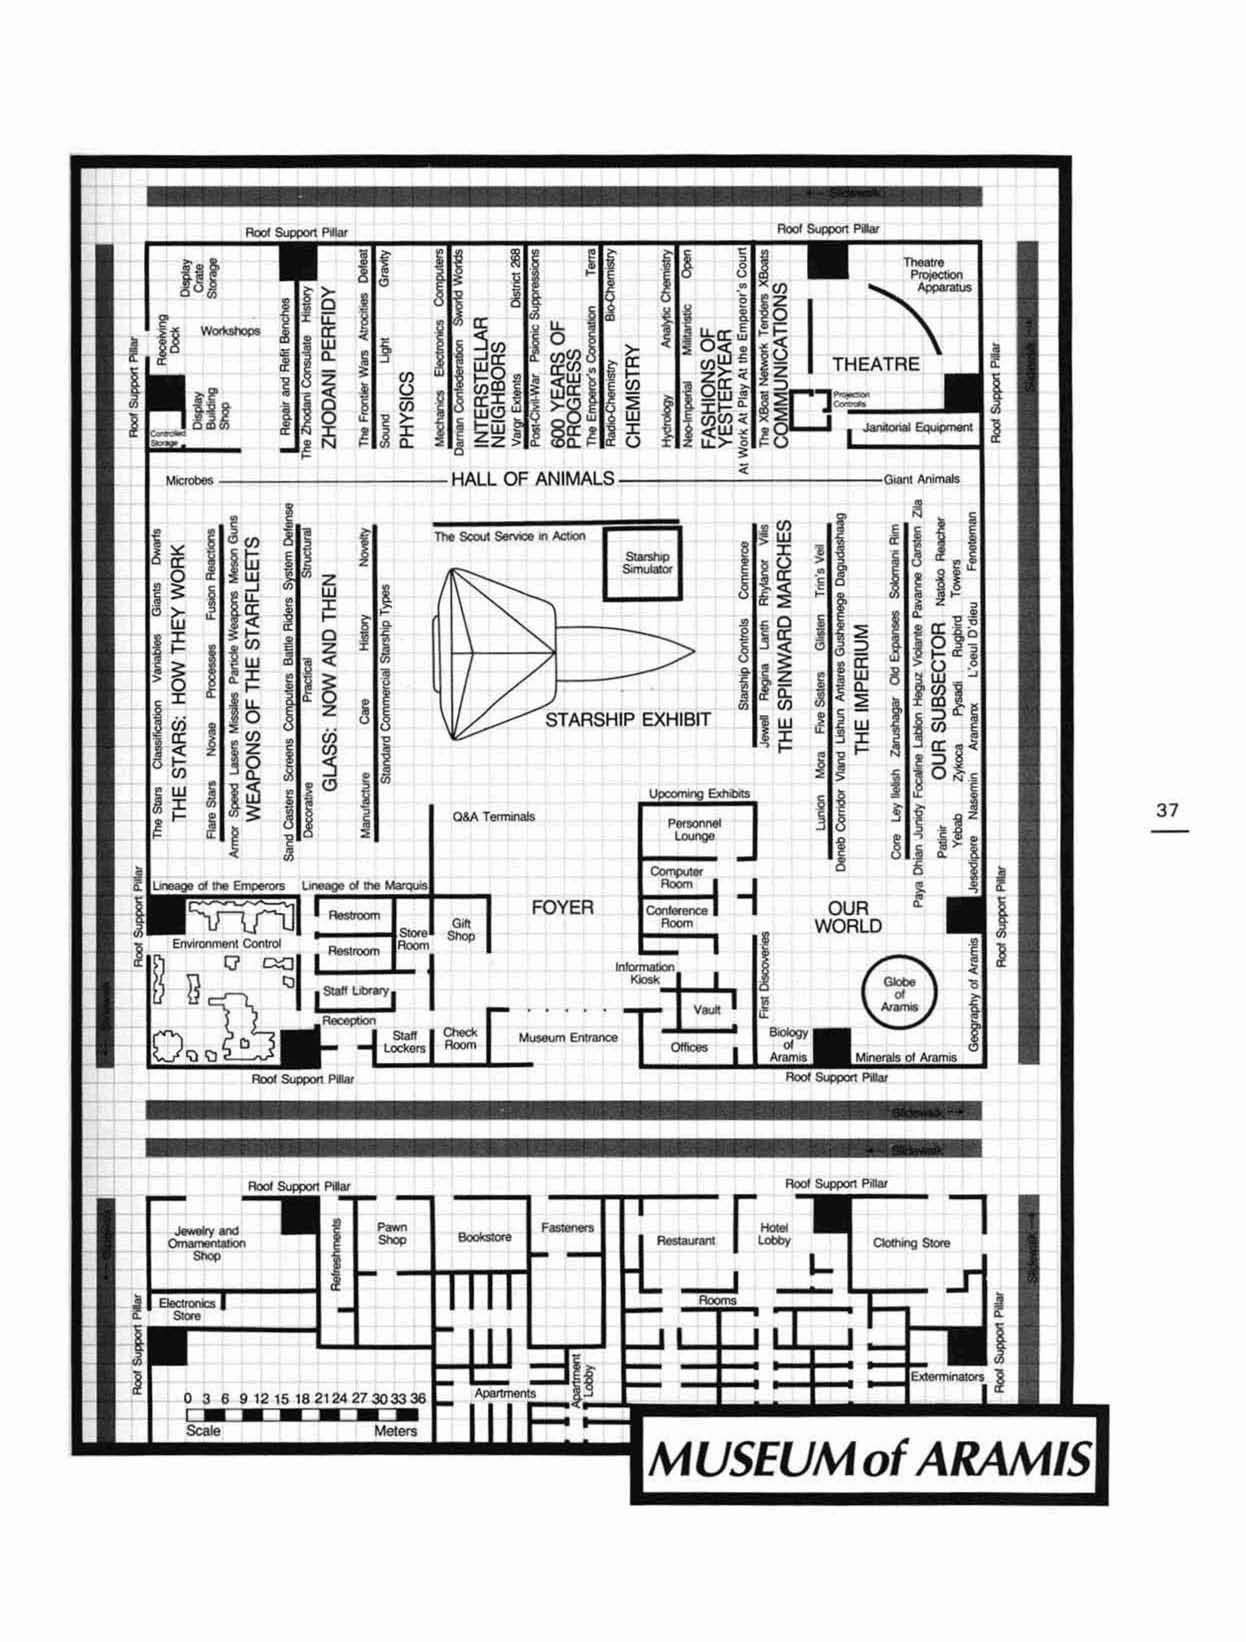 ← - Slidewalk
Roof Support Pillar
Roof Support Pillar
Roof Support Pillar
Display
Crate
Storage
Receiving
Dock
Workshops
Display
Building
Shop
Controlled
Storage
Repair and Refit Benches
The Zhodani Consulate History
ZHODANI PERFIDY
The Frontier Wars Atrocities Defeat
Sound Light Gravity
PHYSICS
Mechanics Electronics Computers
Darrian Confederation Sworld Worlds
INTERSTELLAR
NEIGHBORS
Vargr Extents District 268
Post-Civil-War Psionic Suppressions
600 YEARS OF
PROGRESS
The Emperor's Coronation Terra
Radio-Chemistry Bio-Chemistry
CHEMISTRY
Hydrology Analytic Chemistry
Neo-Imperial Militaristic Open
FASHIONS OF
YESTERYEAR
At Work At Play At the Emperor's Court
The XBoat Network Tenders XBoats
COMMUNICATIONS
Theatre
Projection
Apparatus
THEATRE
Projection
Controls
Janitorial Equipment
Roof Support Pillar
Slidewalk →
Microbes
HALL OF ANIMALS
Giant Animals
The Stars Classification Variables Giants Dwarfs
THE STARS: HOW THEY WORK
Flare Stars Novae Processes Fusion Reactions
Armor Speed Lasers Missiles Particle Weapons Meson Guns
WEAPONS OF THE STARFLEETS
Sand Casters Screens Computers Battle Riders System Defense
Decorative Practical Structural
GLASS: NOW AND THEN
Manufacture Care History Novelty
Standard Commercial Starship Types
The Scout Service in Action
Starship
Simulator
STARSHIP EXHIBIT
Starship Controls Commerce
Jewell Regina Lanth Rhylanor Vilis
THE SPINWARD MARCHES
Lunion Mora Five Sisters Glisten Trin's Veil
Deneb Corridor Vland Lishun Antares Gushemege Dagudashaag
THE IMPERIUM
Core Ley Ilelish Zarushagar Old Expanses Solomani Rim
Paya Dhian Junidy Focaline Lablon Heguz Violante Pavanne Carsten Zila
Patinir OUR SUBSECTOR Natoko Reacher
Yebab Zykoca Pysadi Rugbird Towers
Jesedipere Nasemin Aramanx L'oeul D'dieu Feneteman
37
Q&A Terminals
Upcoming Exhibits
Personnel
Lounge
Computer
Room
Conference
Room
Lineage of the Emperors
Lineage of the Marquis
Roof Support Pillar
Environment Control
Restroom
Restroom
Store
Room
Gift
Shop
FOYER
Staff Library
Reception
Staff
Lockers
Check
Room
Museum Entrance
Information
Kiosk
Vault
Offices
OUR
WORLD
First Discoveries
Globe
of
Aramis
Biology
of
Aramis
Minerals of Aramis
Geography of Aramis
Roof Support Pillar
Slidewalk
Roof Support Pillar
Roof Support Pillar
Slidewalk - →
← - Slidewalk
Roof Support Pillar
Roof Support Pillar
← Slidewalk
Jewelry and
Ornamentation
Shop
Refreshments
Pawn
Shop
Bookstore
Fasteners
Restaurant
Hotel
Lobby
Clothing Store
Slidewalk →
Electronics
Store
Rooms
Roof Support Pillar
Roof Support Pillar
Exterminators
Apartments
Apartment
Lobby
0 3 6 9 12 15 18 21 24 27 30 33 36
Scale Meters
MUSEUM of ARAMIS